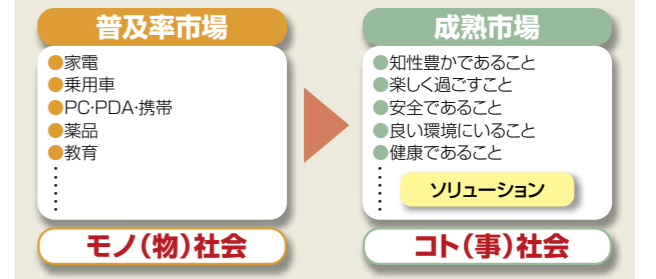 普及率市場
●家電
●乗用車
●PC・PDA・携帯
●薬品
●教育
モノ(物)社会
成熟市場
●知性豊かであること
●楽しく過ごすこと
●安全であること
●良い環境にいること
●健康であること
ソリューション
コト(事)社会